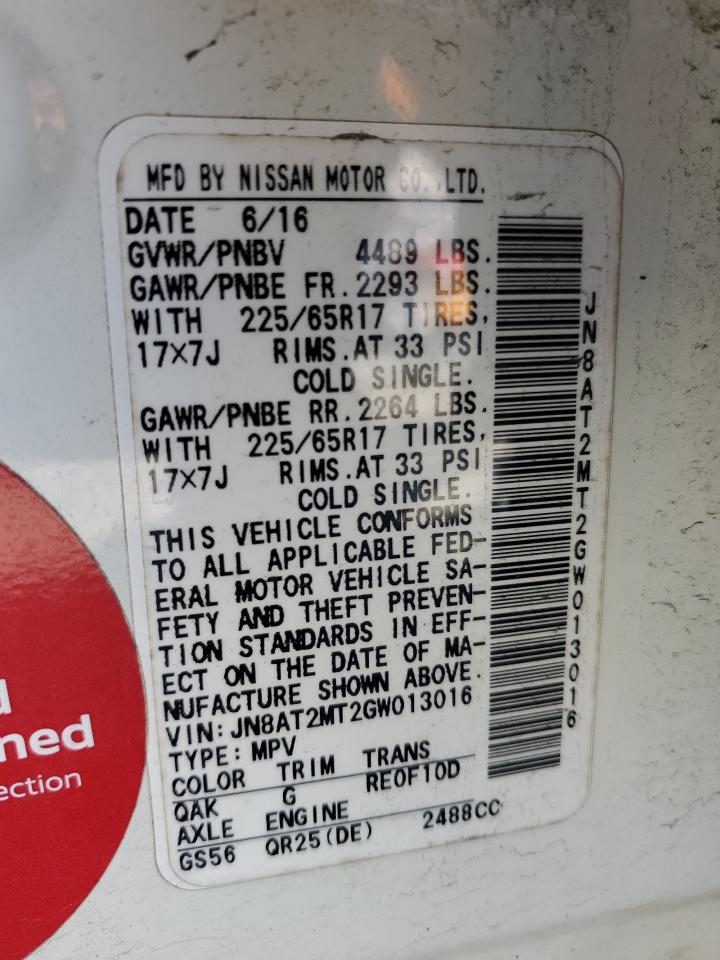 MFD BY NISSAN MOTOR CO.,LTD.
DATE 6/16
GVWR/PNBV 4489 LBS.
GAWR/PNBE FR.2293 LBS.
WITH 225/65R17 TIRES,
17×7J RIMS.AT 33 PSI
COLD SINGLE.
GAWR/PNBE RR.2264 LBS.
WITH 225/65R17 TIRES,
17×7J RIMS.AT 33 PSI
COLD SINGLE.
THIS VEHICLE CONFORMS
TO ALL APPLICABLE FED-
ERAL MOTOR VEHICLE SA-
FETY AND THEFT PREVEN-
TION STANDARDS IN EFF-
ECT ON THE DATE OF MA-
NUFACTURE SHOWN ABOVE.
VIN:JN8AT2MT2GW013016
TYPE:MPV
COLOR TRIM TRANS
QAK G RE0F10D
AXLE ENGINE
GS56 QR25(DE) 2488CC
JN8AT2MT2GW013016